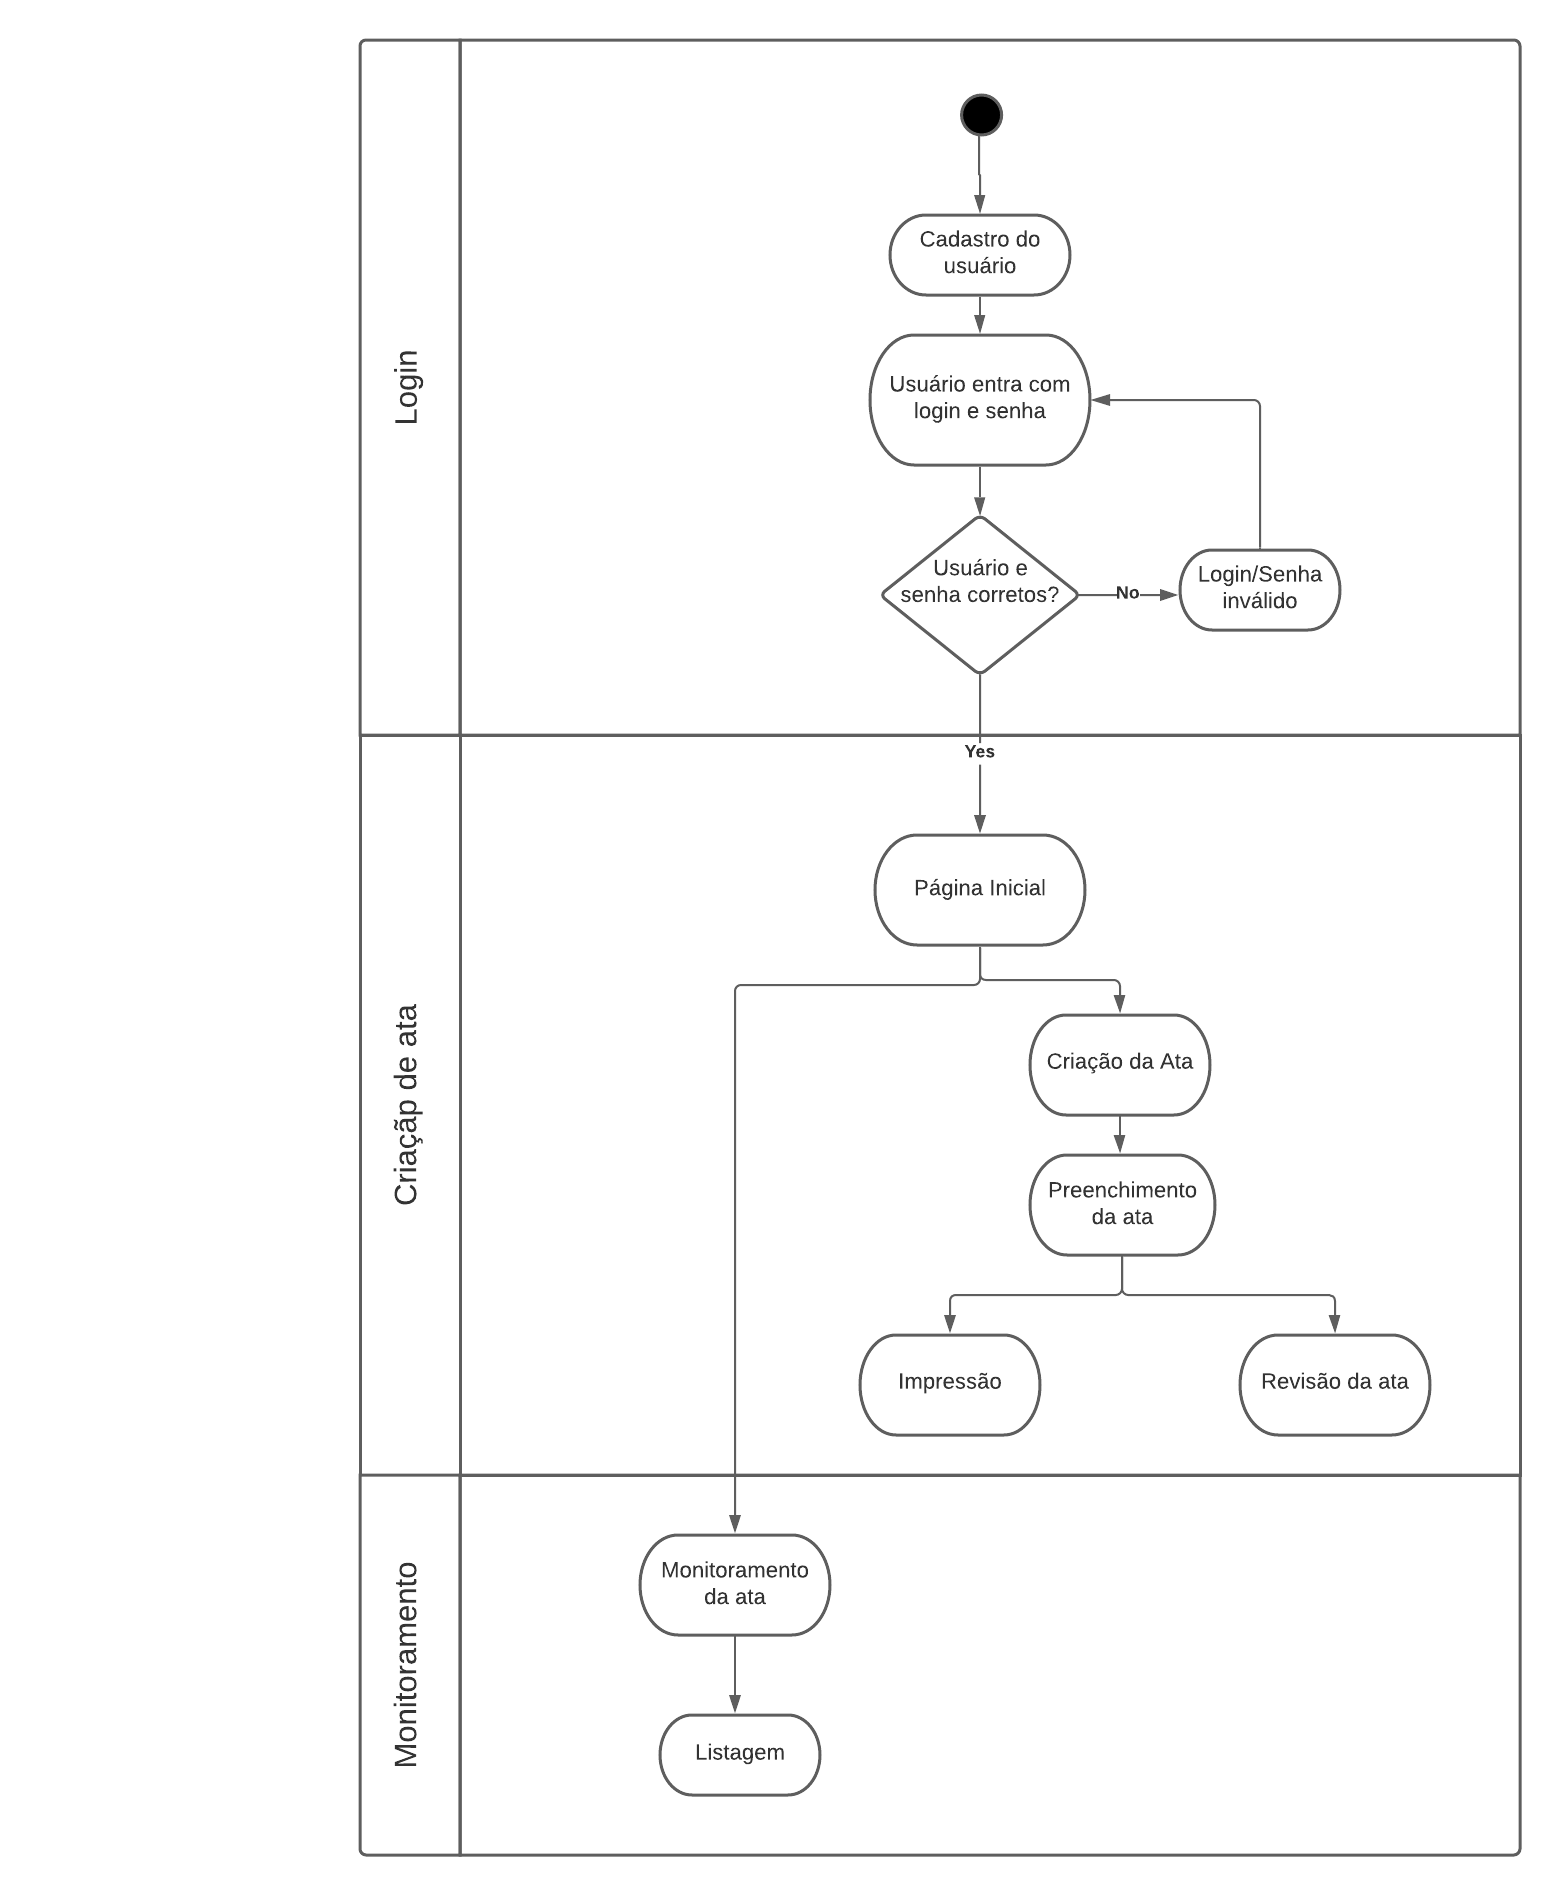 Login
Cadastro do
usuário
Usuário entra com
login e senha
Usuário e
senha corretos?
No
Login/Senha
inválido
Criaçãp de ata
Yes
Página Inicial
Criação da Ata
Preenchimento
da ata
Impressão
Revisão da ata
Monitoramento
Monitoramento
da ata
Listagem